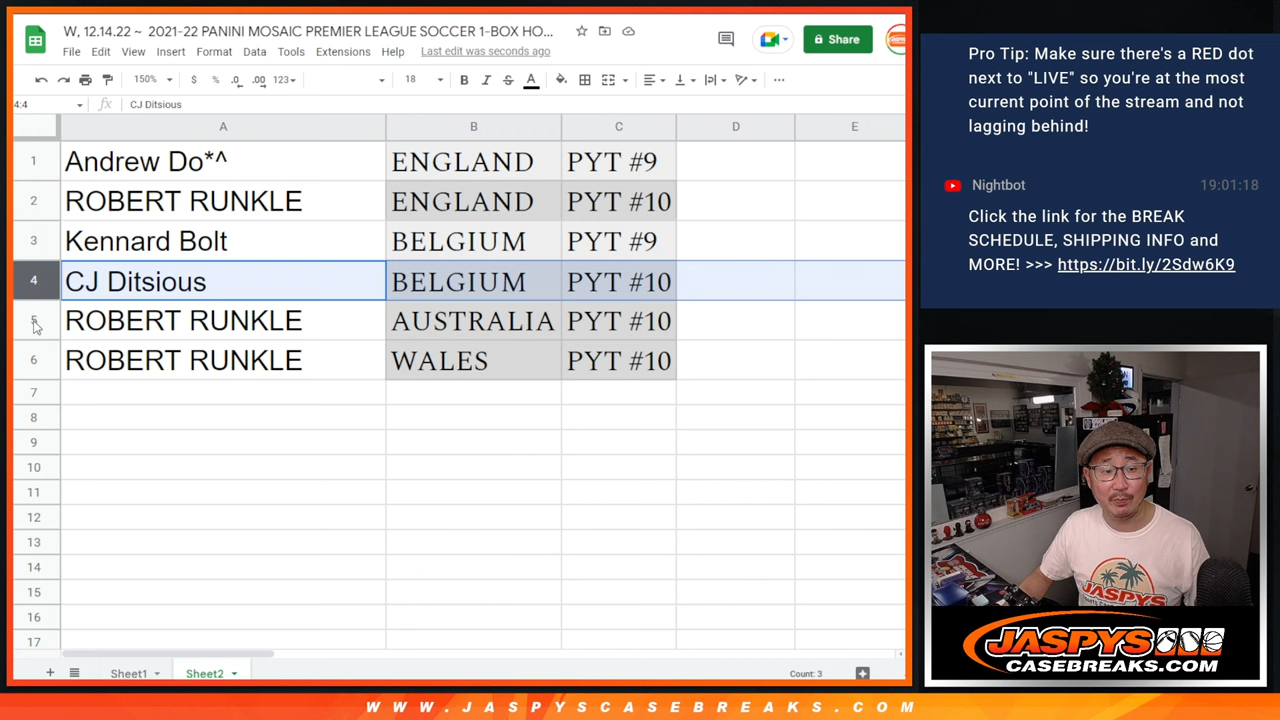 W, 12.14.22 ~ 2021-22 PANINI MOSAIC PREMIER LEAGUE SOCCER 1-BOX HO...
File Edit View Insert Format Data Tools Extensions Help Last edit was seconds ago
Share
150% $ % .0 .00 123 18 B I S A
4:4 fx CJ Ditsious
A B C D E
1 Andrew Do*^ ENGLAND PYT #9
2 ROBERT RUNKLE ENGLAND PYT #10
3 Kennard Bolt BELGIUM PYT #9
4 CJ Ditsious BELGIUM PYT #10
5 ROBERT RUNKLE AUSTRALIA PYT #10
6 ROBERT RUNKLE WALES PYT #10
7
8
9
10
11
12
13
14
15
16
17
Sheet1 Sheet2 Count: 3
Pro Tip: Make sure there's a RED dot
next to "LIVE" so you're at the most
current point of the stream and not
lagging behind!
Nightbot 19:01:18
Click the link for the BREAK
SCHEDULE, SHIPPING INFO and
MORE! >>> https://bit.ly/2Sdw6K9
JASPYS
JASPYS
CASEBREAKS.COM
WWW.JASPYSCASEBREAKS.COM